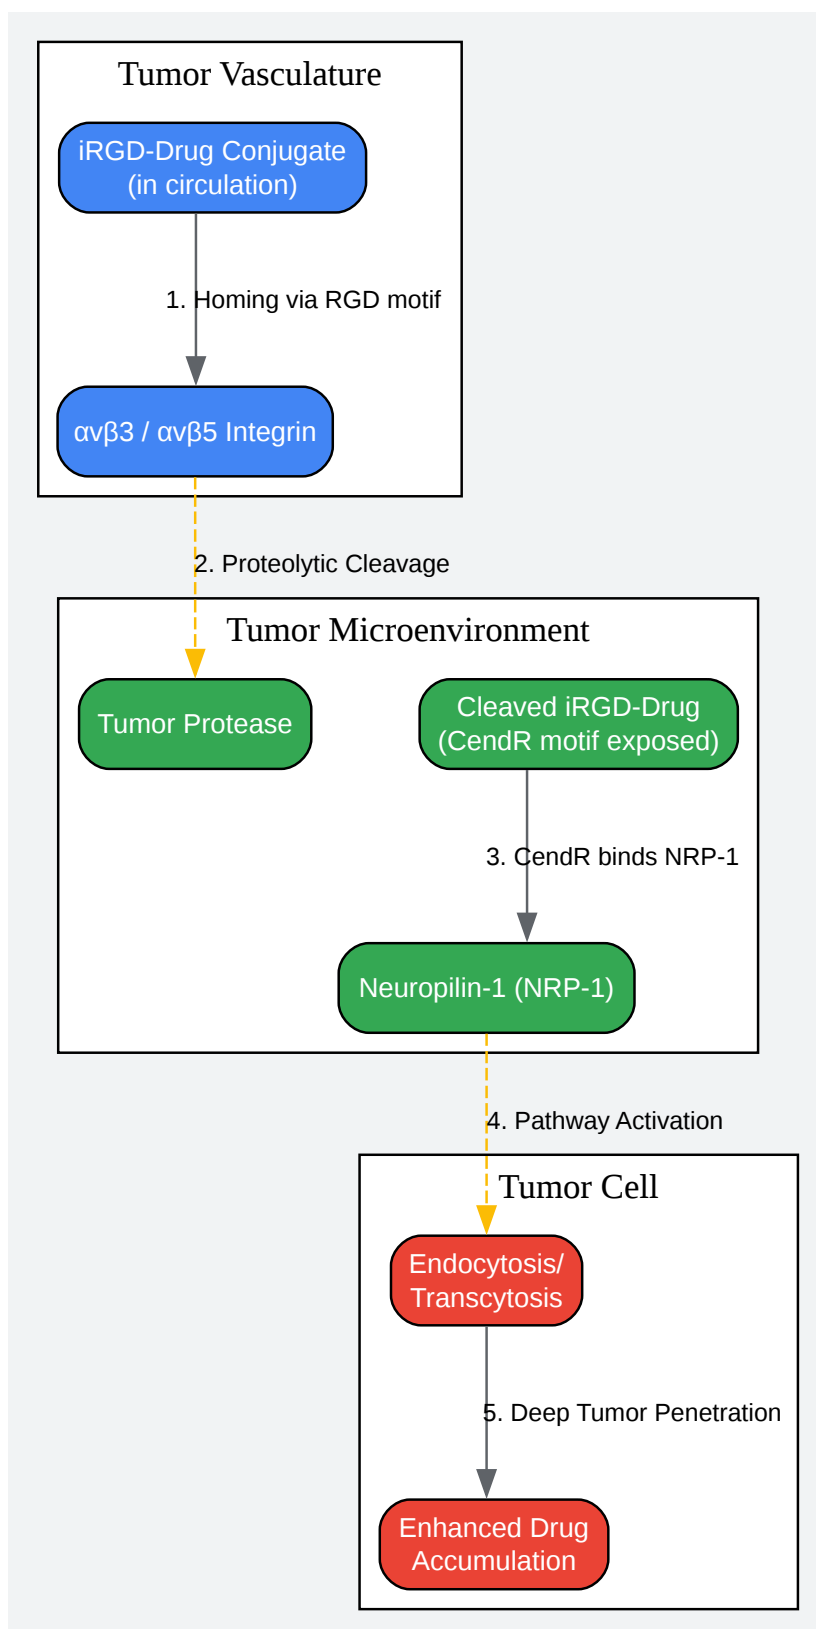 Tumor Vasculature
iRGD-Drug Conjugate
(in circulation)
1. Homing via RGD motif
αvβ3 / αvβ5 Integrin
2. Proteolytic Cleavage
Tumor Microenvironment
Tumor Protease
Cleaved iRGD-Drug
(CendR motif exposed)
3. CendR binds NRP-1
Neuropilin-1 (NRP-1)
4. Pathway Activation
Tumor Cell
Endocytosis/
Transcytosis
5. Deep Tumor Penetration
Enhanced Drug
Accumulation